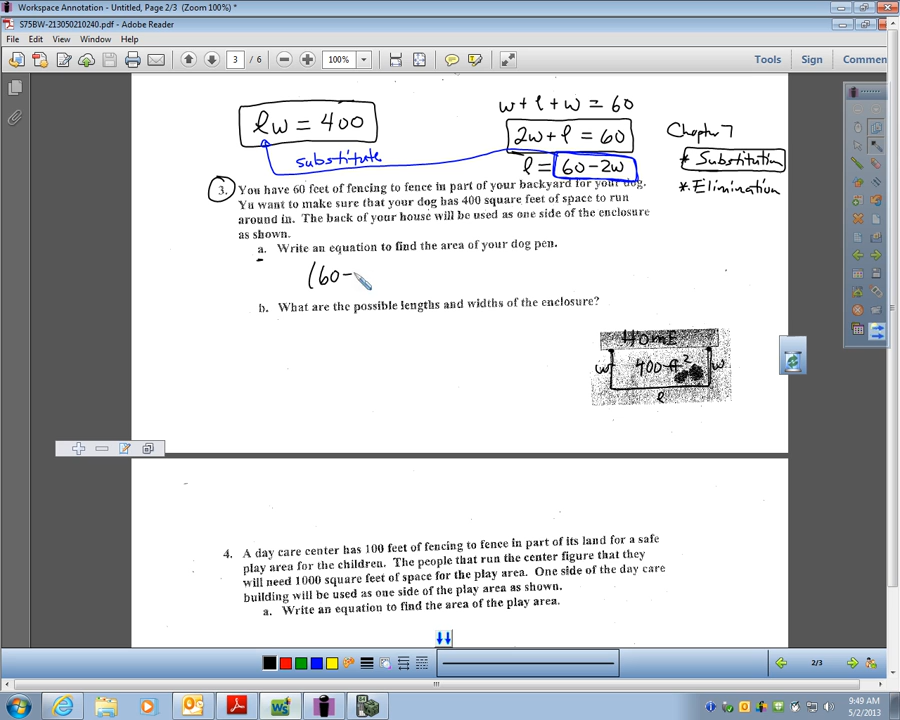 Workspace Annotation - Untitled, Page 2/3 (Zoom 100%) *
S75BW-213050210240.pdf - Adobe Reader
File Edit View Window Help
3 / 6 100% Tools Sign Comment
lw = 400
w + l + w = 60
2w + l = 60
l = 60 - 2w
substitute
Chapter 7
* Substitution
* Elimination
3. You have 60 feet of fencing to fence in part of your backyard for your dog.
Yu want to make sure that your dog has 400 square feet of space to run
around in. The back of your house will be used as one side of the enclosure
as shown.
a. Write an equation to find the area of your dog pen.
(60-
b. What are the possible lengths and widths of the enclosure?
HOME
w 400 ft² w
l
4. A day care center has 100 feet of fencing to fence in part of its land for a safe
play area for the children. The people that run the center figure that they
will need 1000 square feet of space for the play area. One side of the day care
building will be used as one side of the play area as shown.
a. Write an equation to find the area of the play area.
2/3
9:49 AM
5/2/2013